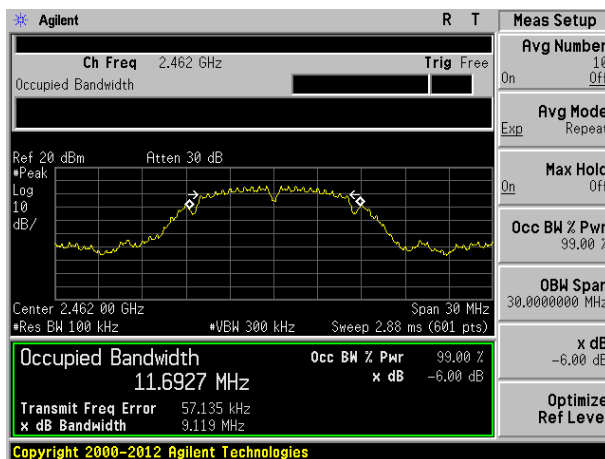 Agilent R T
Ch Freq 2.462 GHz Trig Free
Occupied Bandwidth
Ref 20 dBm Atten 30 dB
#Peak
Log
10
dB/
Center 2.462 00 GHz Span 30 MHz
#Res BW 100 kHz #VBW 300 kHz Sweep 2.88 ms (601 pts)
Occupied Bandwidth Occ BW % Pwr 99.00 %
11.6927 MHz x dB -6.00 dB
Transmit Freq Error 57.135 kHz
x dB Bandwidth 9.119 MHz
Copyright 2000-2012 Agilent Technologies
Meas Setup
Avg Number
10
On Off
Avg Mode
Exp Repeat
Max Hold
On Off
Occ BW % Pwr
99.00 %
OBW Span
30.0000000 MHz
x dB
-6.00 dB
Optimize
Ref Level